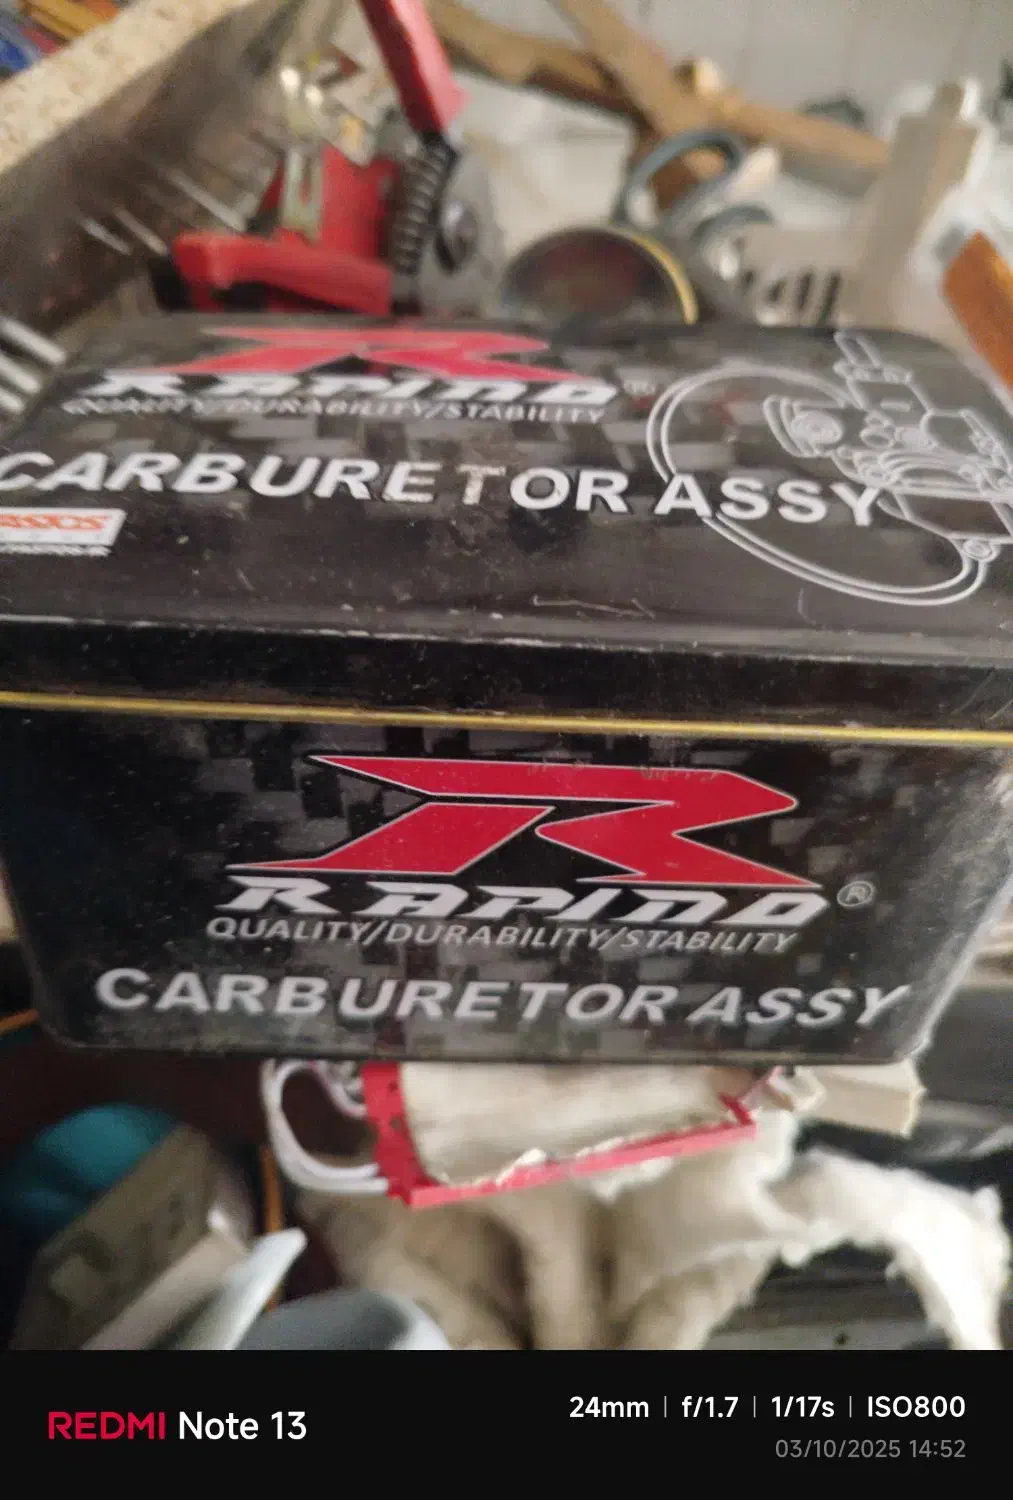 RAPIDO ®
QUALITY/DURABILITY/STABILITY
CARBURETOR ASSY
RAPIDO ®
QUALITY/DURABILITY/STABILITY
CARBURETOR ASSY
REDMI Note 13
24mm | f/1.7 | 1/17s | ISO800
03/10/2025 14:52